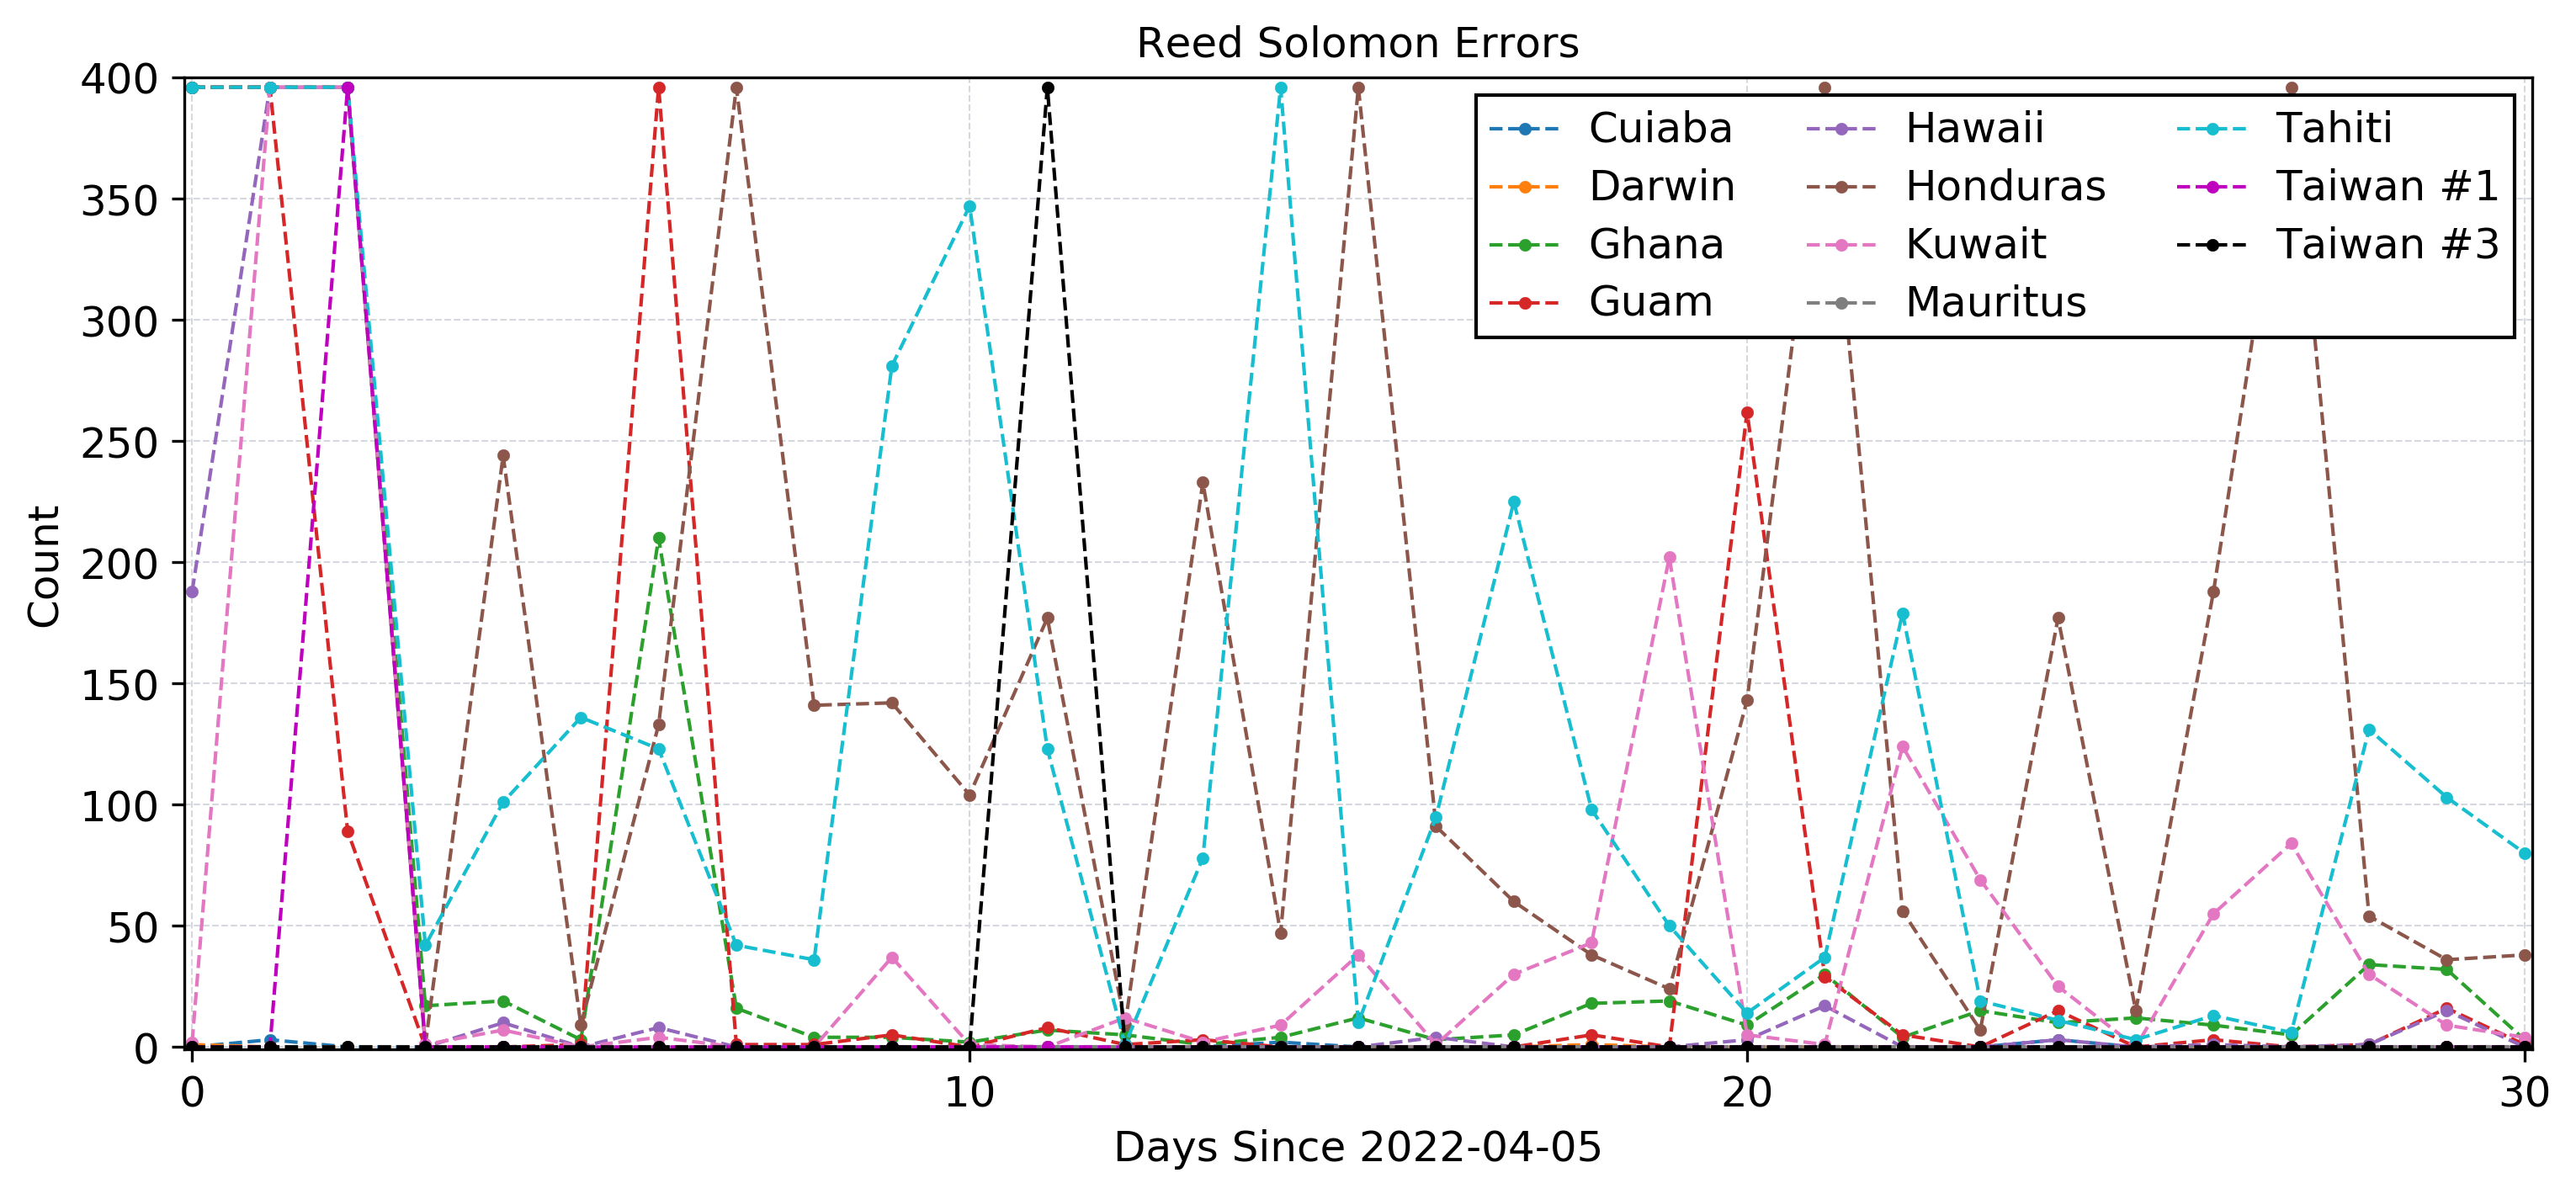 Reed Solomon Errors
400
350
300
250
200
150
100
50
0
Count
Cuiaba
Darwin
Ghana
Guam
Hawaii
Honduras
Kuwait
Mauritus
Tahiti
Taiwan #1
Taiwan #3
0 10 20 30
Days Since 2022-04-05